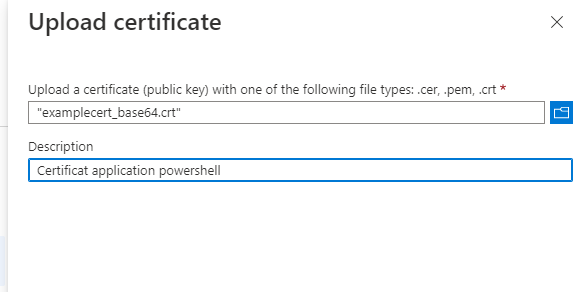 Upload certificate
Upload a certificate (public key) with one of the following file types: .cer, .pem, .crt *
"examplecert_base64.crt"
Description
Certificat application powershell